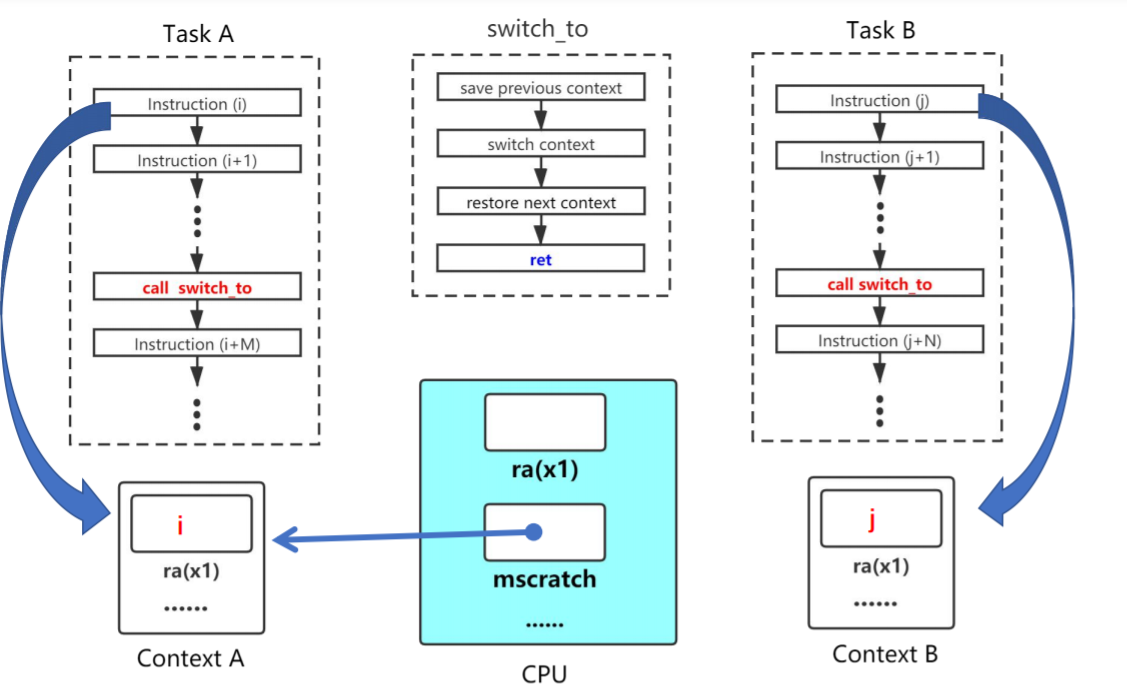 Task A
Instruction (i)
Instruction (i+1)
call switch_to
Instruction (i+M)
switch_to
save previous context
switch context
restore next context
ret
Task B
Instruction (j)
Instruction (j+1)
call switch_to
Instruction (j+N)
i
ra(x1)
......
Context A
ra(x1)
mscratch
......
CPU
j
ra(x1)
......
Context B